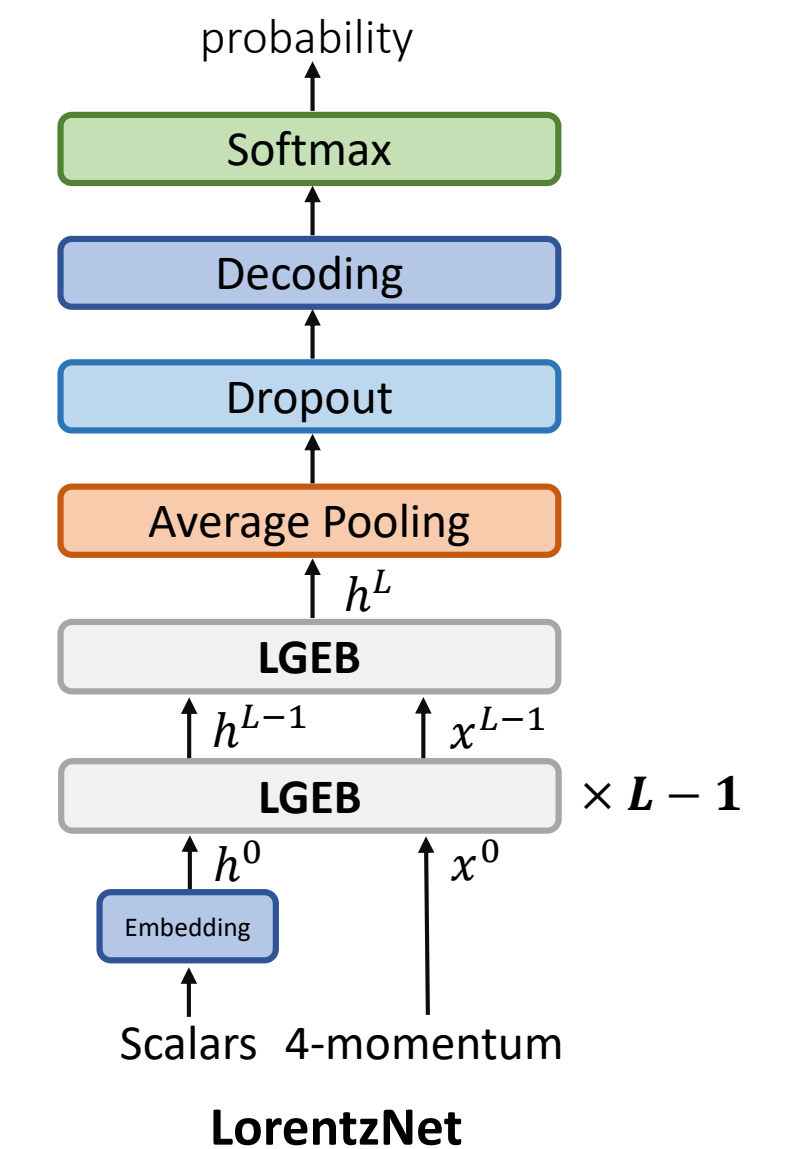 probability
Softmax
Decoding
Dropout
Average Pooling
h^L
LGEB
h^{L−1} x^{L−1}
LGEB × L − 1
h^0 x^0
Embedding
Scalars 4-momentum
LorentzNet